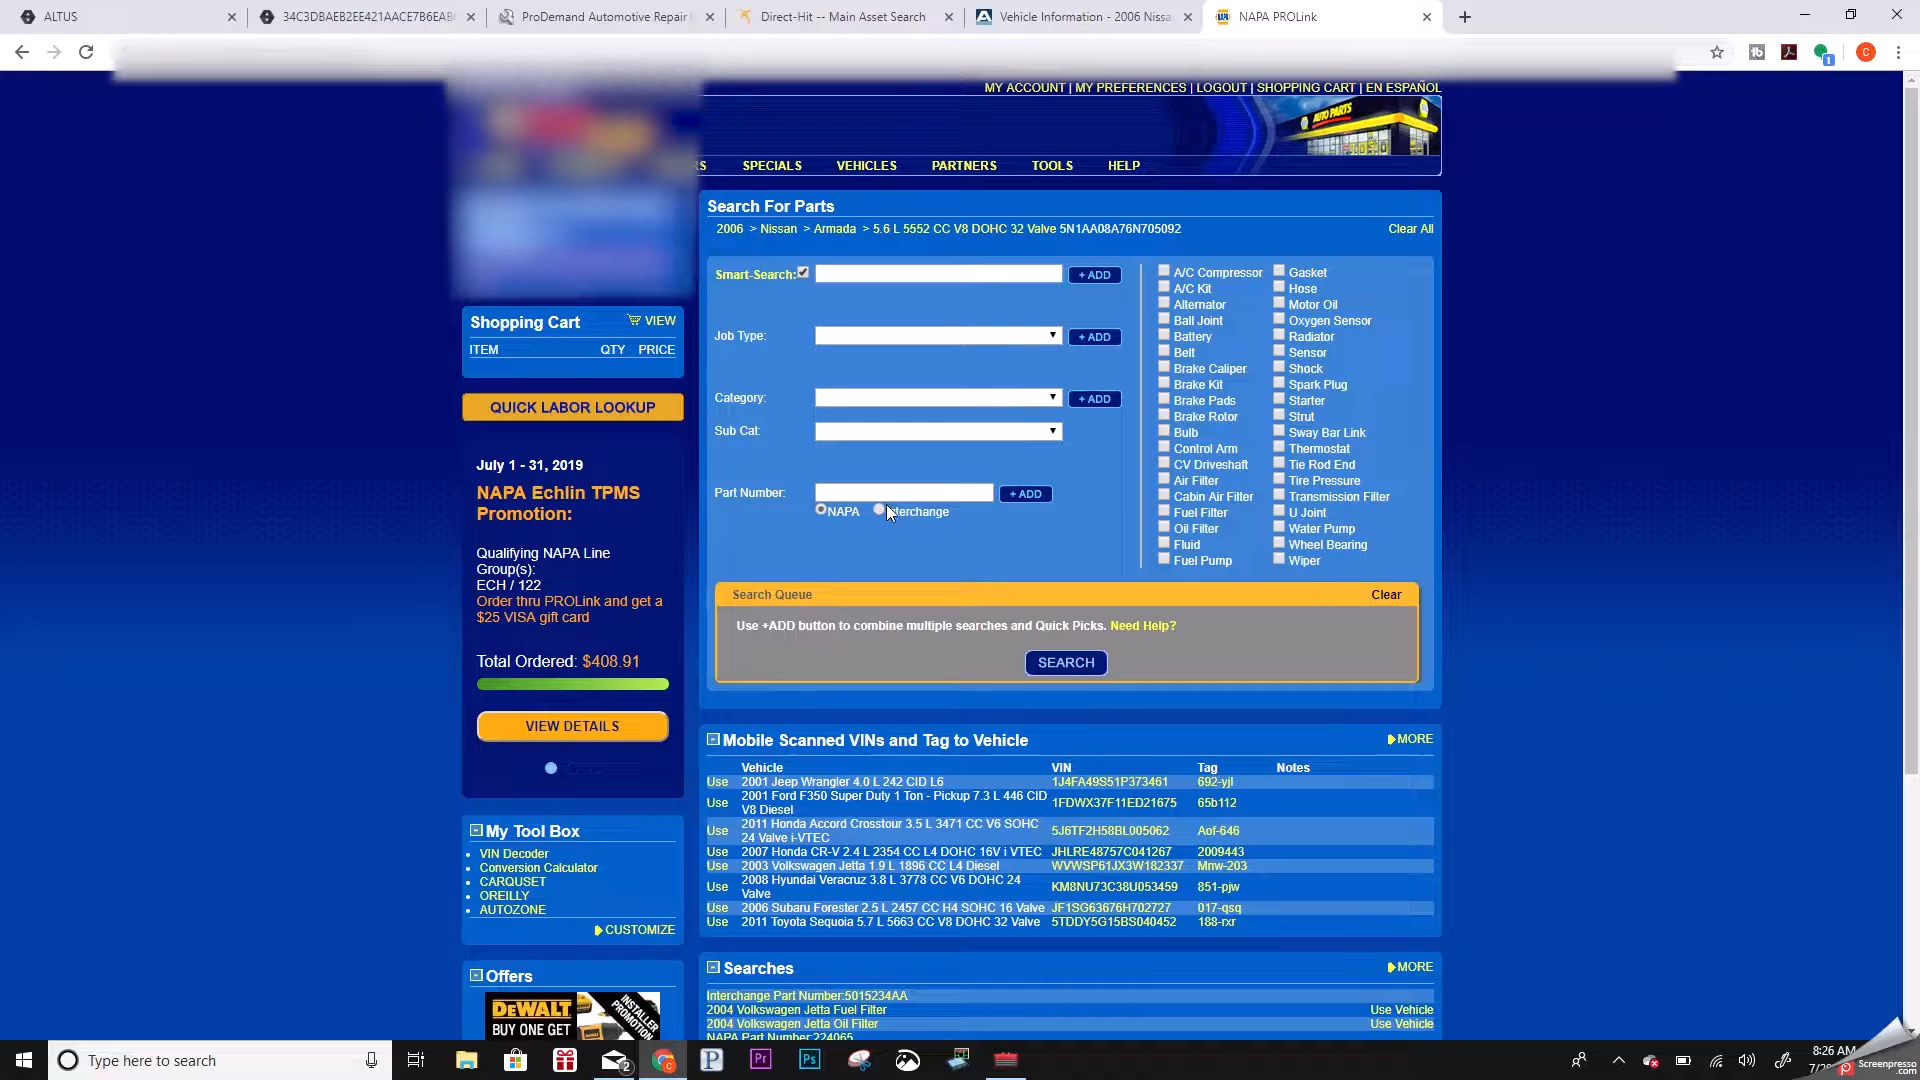 ALTUS
34C3DBAEB2EE421AACE7B6EAB
ProDemand Automotive Repair
Direct-Hit -- Main Asset Search
Vehicle Information - 2006 Nissa
NAPA PROLink
MY ACCOUNT | MY PREFERENCES | LOGOUT | SHOPPING CART | EN ESPAÑOL
AUTO PARTS
SPECIALS VEHICLES PARTNERS TOOLS HELP
Search For Parts
2006 > Nissan > Armada > 5.6 L 5552 CC V8 DOHC 32 Valve 5N1AA08A76N705092
Clear All
Smart-Search:
+ ADD
Job Type:
+ ADD
Category:
+ ADD
Sub Cat:
Part Number:
+ ADD
NAPA
A/C Compressor
A/C Kit
Alternator
Ball Joint
Battery
Belt
Brake Caliper
Brake Kit
Brake Pads
Brake Rotor
Bulb
Control Arm
CV Driveshaft
Air Filter
Cabin Air Filter
Fuel Filter
Oil Filter
Fluid
Fuel Pump
Gasket
Hose
Motor Oil
Oxygen Sensor
Radiator
Sensor
Shock
Spark Plug
Starter
Strut
Sway Bar Link
Thermostat
Tie Rod End
Tire Pressure
Transmission Filter
U Joint
Water Pump
Wheel Bearing
Wiper
Search Queue
Clear
Use +ADD button to combine multiple searches and Quick Picks. Need Help?
SEARCH
Shopping Cart
VIEW
ITEM QTY PRICE
QUICK LABOR LOOKUP
July 1 - 31, 2019
NAPA Echlin TPMS
Promotion:
Qualifying NAPA Line
Group(s):
ECH / 122
Order thru PROLink and get a
$25 VISA gift card
Total Ordered: $408.91
VIEW DETAILS
My Tool Box
VIN Decoder
Conversion Calculator
CARQUSET
OREILLY
AUTOZONE
CUSTOMIZE
Offers
DEWALT
BUY ONE GET
INSTALLER
PROMOTION
Mobile Scanned VINs and Tag to Vehicle
MORE
Vehicle VIN Tag Notes
Use 2001 Jeep Wrangler 4.0 L 242 CID L6 1J4FA49S51P373461 692-yjl
Use 2001 Ford F350 Super Duty 1 Ton - Pickup 7.3 L 446 CID
V8 Diesel 1FDWX37F11ED21675 65b112
Use 2011 Honda Accord Crosstour 3.5 L 3471 CC V6 SOHC
24 Valve i-VTEC 5J6TF2H58BL005062 Aof-646
Use 2007 Honda CR-V 2.4 L 2354 CC L4 DOHC 16V i VTEC JHLRE48757C041267 2009443
Use 2003 Volkswagen Jetta 1.9 L 1896 CC L4 Diesel WVWSP61JX3W182337 Mnw-203
Use 2008 Hyundai Veracruz 3.8 L 3778 CC V6 DOHC 24
Valve KM8NU73C38U053459 851-pjw
Use 2006 Subaru Forester 2.5 L 2457 CC H4 SOHC 16 Valve JF1SG63676H702727 017-qsq
Use 2011 Toyota Sequoia 5.7 L 5663 CC V8 DOHC 32 Valve 5TDDY5G15BS040452 188-rxr
Searches
MORE
Interchange Part Number:5015234AA
2004 Volkswagen Jetta Fuel Filter Use Vehicle
2004 Volkswagen Jetta Oil Filter Use Vehicle
NAPA Part Number:224065
Type here to search
8:26 AM
Screenpresso
.com